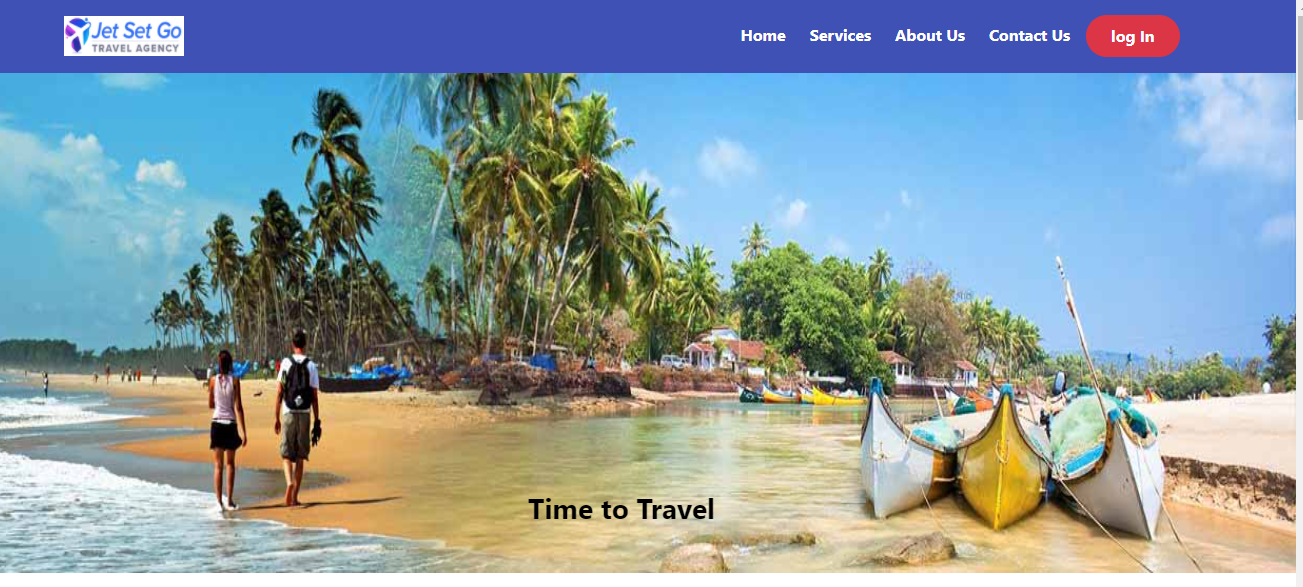 Jet Set Go
TRAVEL AGENCY
Home Services About Us Contact Us log In
Time to Travel